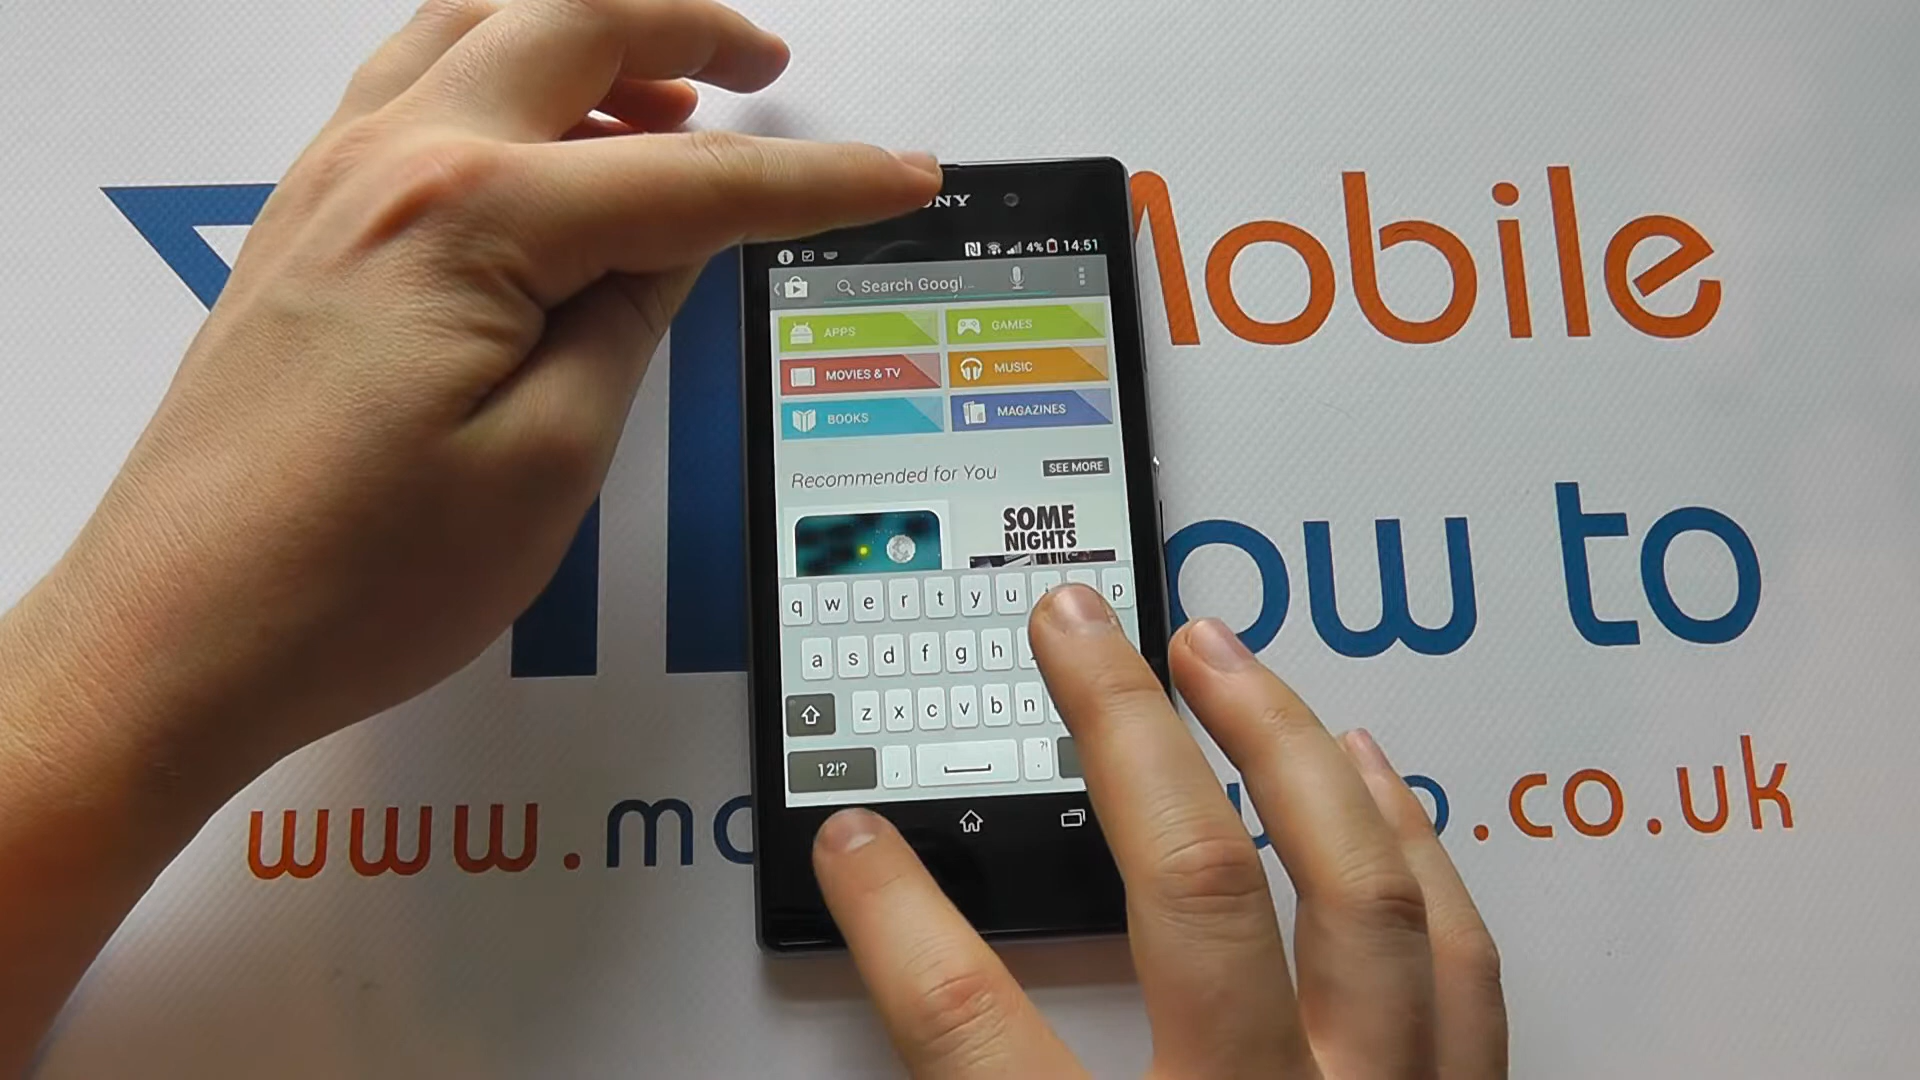 Mobile
ow to
www.mo o.co.uk
NY
4% 14:51
Search Googl...
APPS GAMES
MOVIES & TV MUSIC
BOOKS MAGAZINES
Recommended for You SEE MORE
SOME
NIGHTS
q w e r t y u i p
a s d f g h
z x c v b n
12!? , ?! .